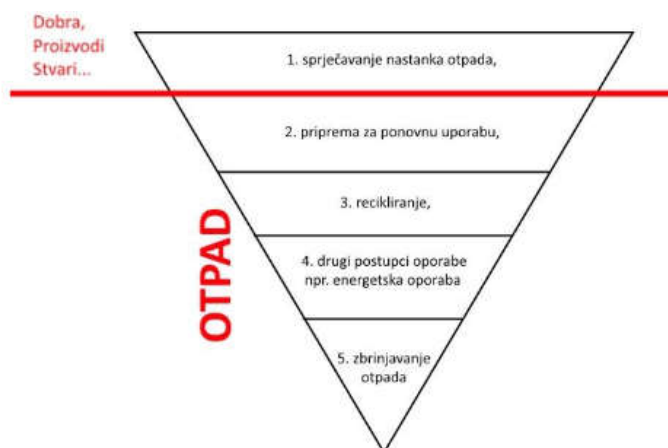 Dobra,
Proizvodi
Stvari...
1. sprječavanje nastanka otpada,
2. priprema za ponovnu uporabu,
3. recikliranje,
4. drugi postupci oporabe
npr. energetska oporaba
5. zbrinjavanje
otpada
OTPAD